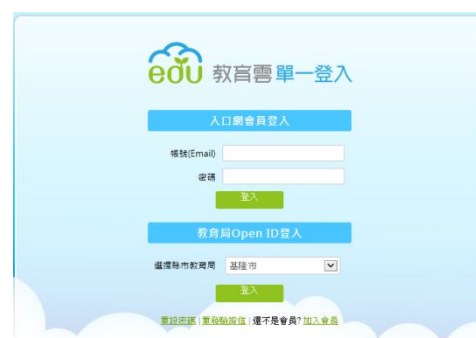 edu 教育雲單一登入
入口網會員登入
帳號(Email)
密碼
登入
教育局Open ID登入
選擇縣市教育局 基隆市
登入
重設密碼 | 重發驗證信 | 還不是會員? 加入會員